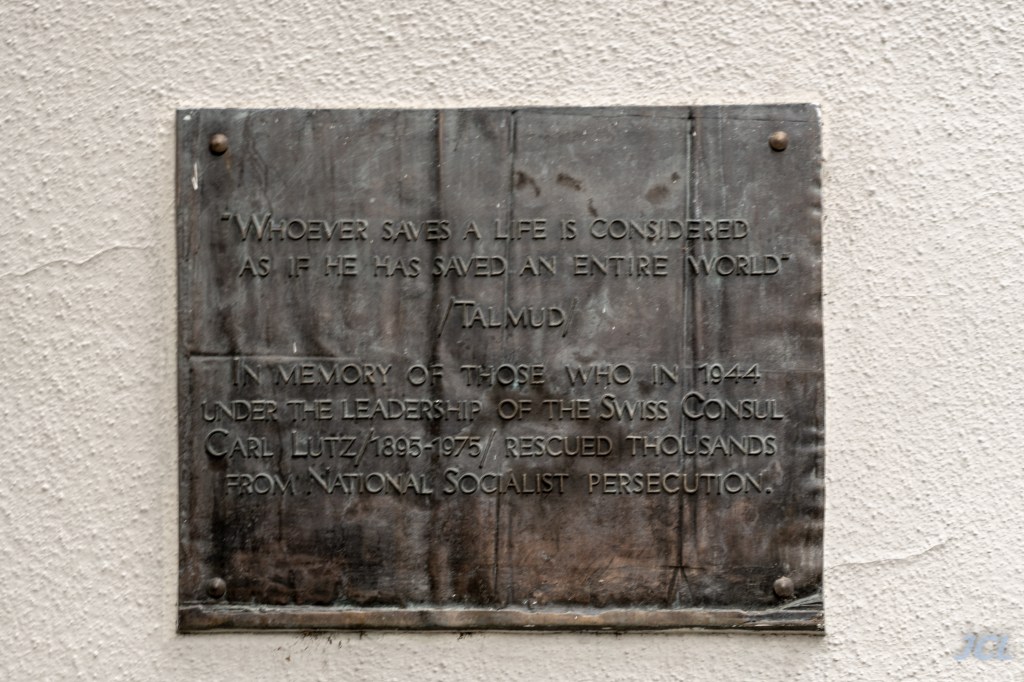 "WHOEVER SAVES A LIFE IS CONSIDERED
AS IF HE HAS SAVED AN ENTIRE WORLD"
/TALMUD/
IN MEMORY OF THOSE WHO IN 1944
UNDER THE LEADERSHIP OF THE SWISS CONSUL
CARL LUTZ/1895-1975/ RESCUED THOUSANDS
FROM NATIONAL SOCIALIST PERSECUTION.
JCL